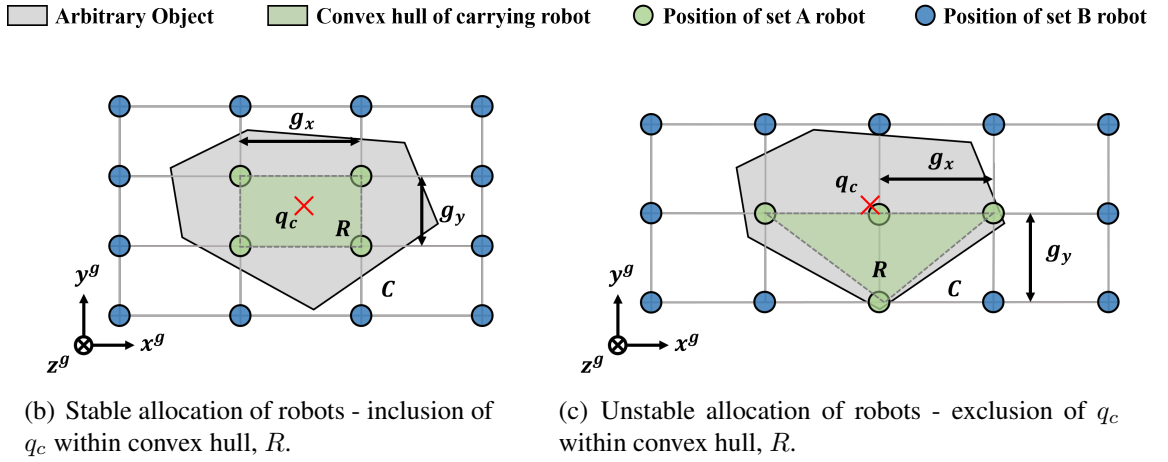 Arbitrary Object
Convex hull of carrying robot
Position of set A robot
Position of set B robot
g_x
q_c
R
g_y
C
y^g
x^g
z^g
g_x
q_c
R
g_y
C
y^g
x^g
z^g
(b) Stable allocation of robots - inclusion of
q_c within convex hull, R.
(c) Unstable allocation of robots - exclusion of q_c
within convex hull, R.